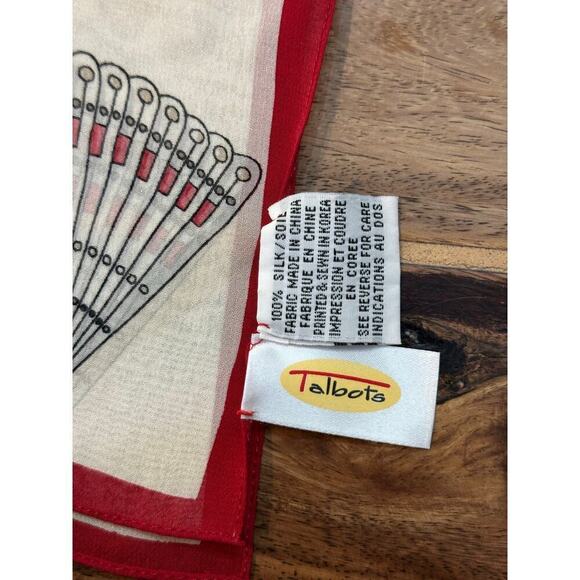 100% SILK/SOIE
FABRIC MADE IN CHINA
FABRIQUE EN CHINE
PRINTED & SEWN IN KOREA
IMPRESSION ET COUDRE
EN COREE
SEE REVERSE FOR CARE
INDICATIONS AU DOS
Talbots